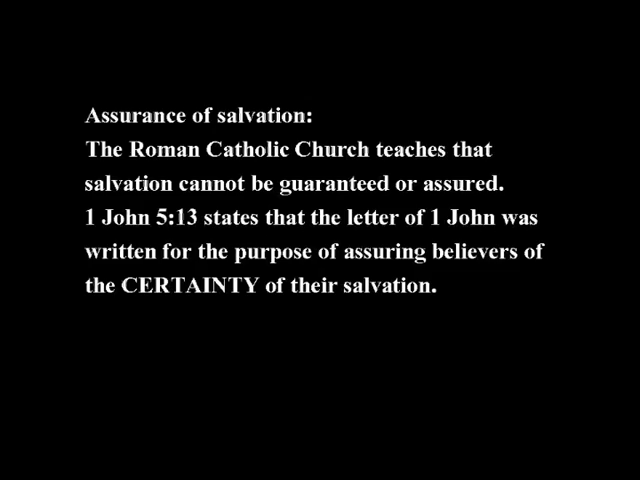 Assurance of salvation:
The Roman Catholic Church teaches that
salvation cannot be guaranteed or assured.
1 John 5:13 states that the letter of 1 John was
written for the purpose of assuring believers of
the CERTAINTY of their salvation.